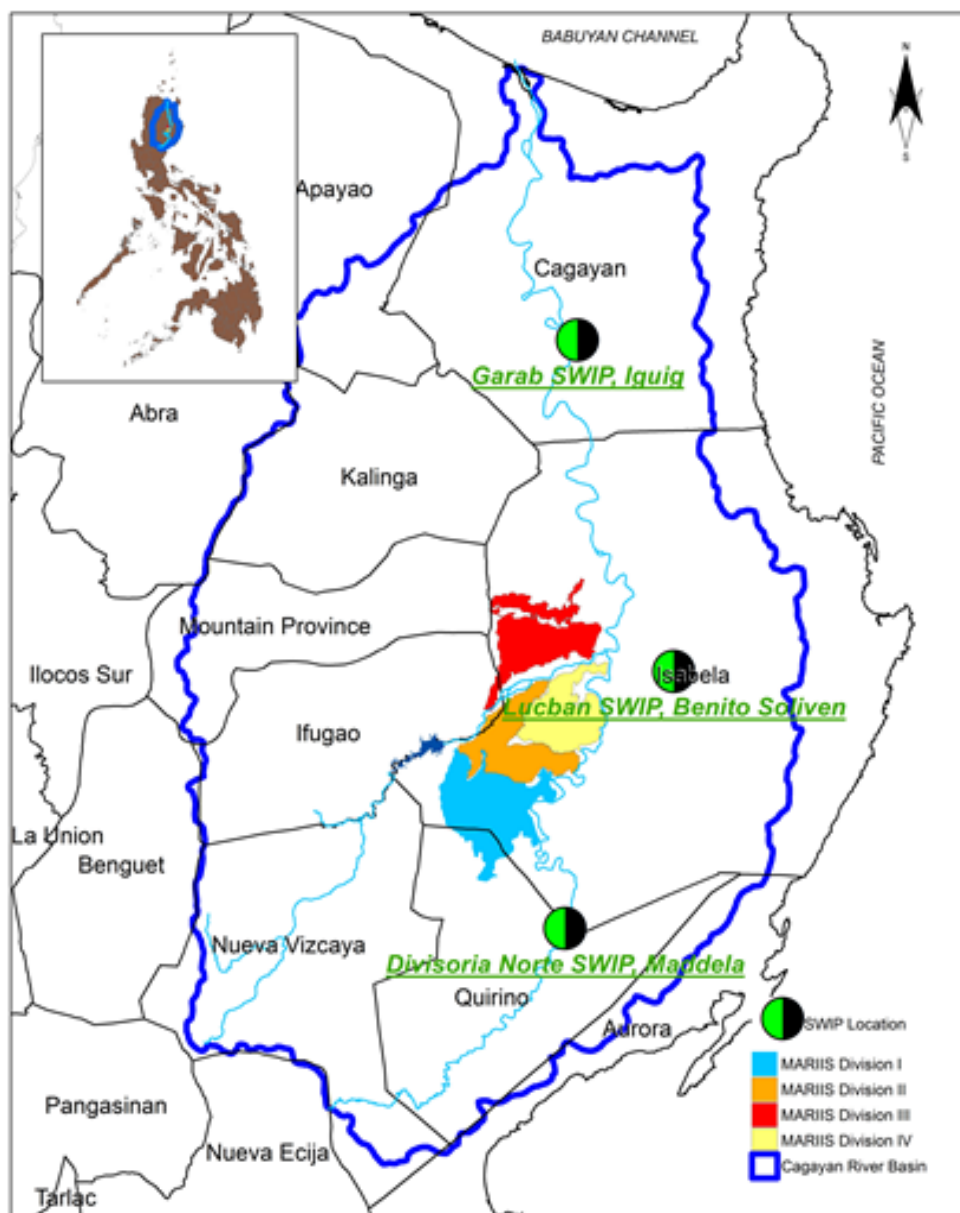 BABUYAN CHANNEL
N
S
Apayao
Cagayan
Garab SWIP, Iguig
PACIFIC OCEAN
Abra
Kalinga
Mountain Province
Ilocos Sur
Isabela
Lucban SWIP, Benito Soliven
Ifugao
La Union
Benguet
Nueva Vizcaya
Divisoria Norte SWIP, Maddela
Quirino
Aurora
SWIP Location
MARIIS Division I
MARIIS Division II
MARIIS Division III
MARIIS Division IV
Cagayan River Basin
Pangasinan
Nueva Ecija
Tarlac